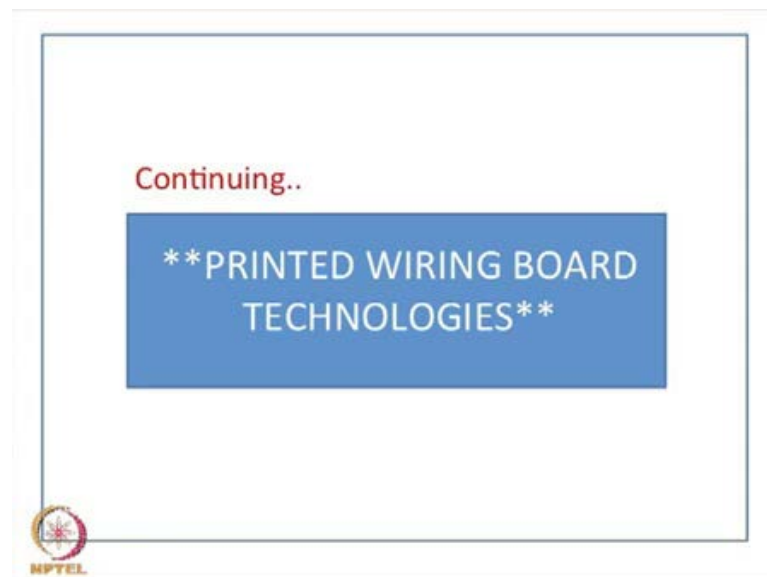 Continuing..
**PRINTED WIRING BOARD
TECHNOLOGIES**
NPTEL